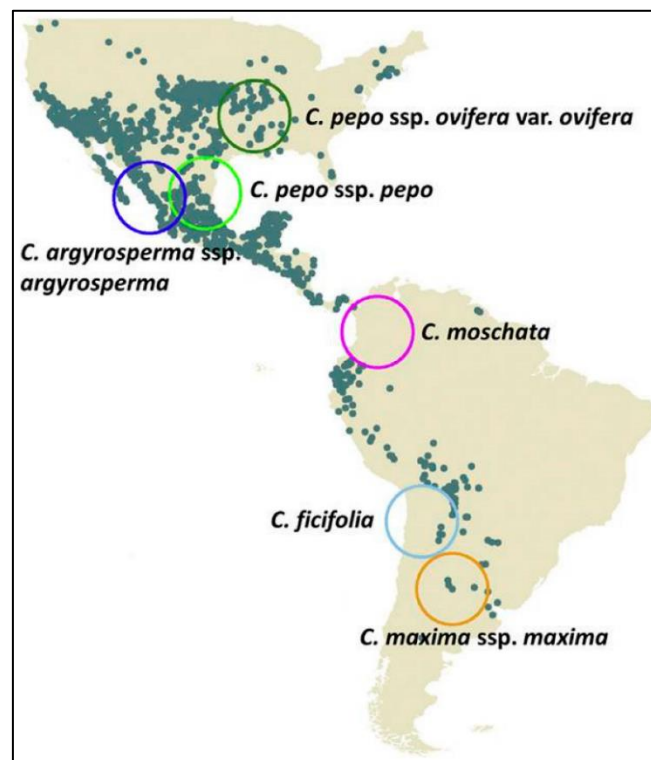 C. pepo ssp. ovifera var. ovifera
C. pepo ssp. pepo
C. argyrosperma ssp.
argyrosperma
C. moschata
C. ficifolia
C. maxima ssp. maxima